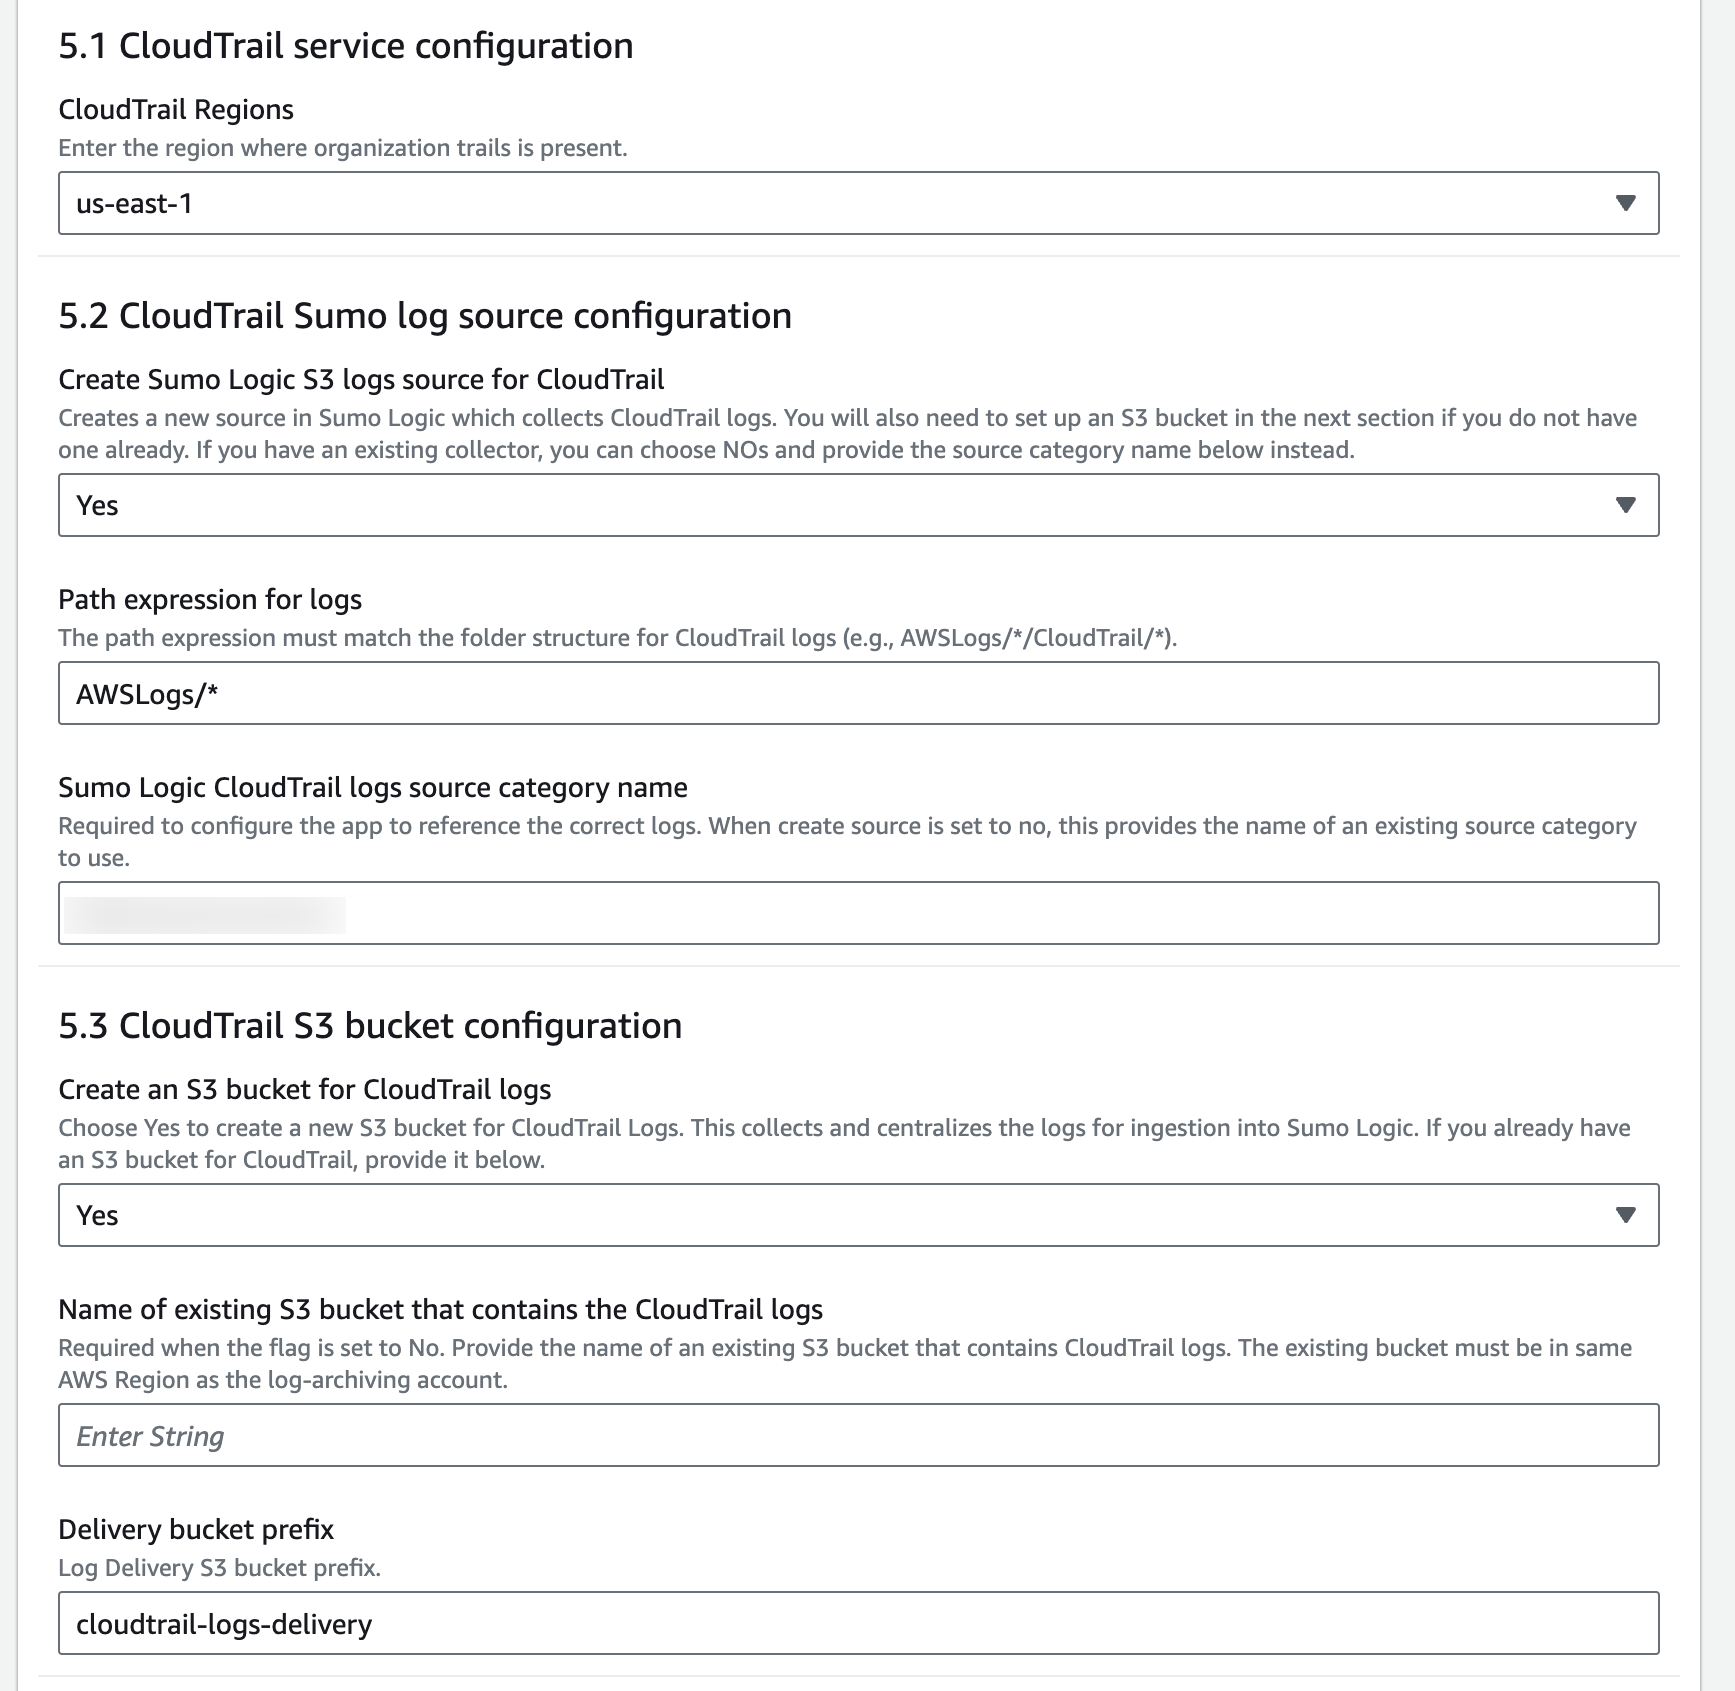 5.1 CloudTrail service configuration
CloudTrail Regions
Enter the region where organization trails is present.
us-east-1
5.2 CloudTrail Sumo log source configuration
Create Sumo Logic S3 logs source for CloudTrail
Creates a new source in Sumo Logic which collects CloudTrail logs. You will also need to set up an S3 bucket in the next section if you do not have
one already. If you have an existing collector, you can choose NOs and provide the source category name below instead.
Yes
Path expression for logs
The path expression must match the folder structure for CloudTrail logs (e.g., AWSLogs/*/CloudTrail/*).
AWSLogs/*
Sumo Logic CloudTrail logs source category name
Required to configure the app to reference the correct logs. When create source is set to no, this provides the name of an existing source category
to use.
5.3 CloudTrail S3 bucket configuration
Create an S3 bucket for CloudTrail logs
Choose Yes to create a new S3 bucket for CloudTrail Logs. This collects and centralizes the logs for ingestion into Sumo Logic. If you already have
an S3 bucket for CloudTrail, provide it below.
Yes
Name of existing S3 bucket that contains the CloudTrail logs
Required when the flag is set to No. Provide the name of an existing S3 bucket that contains CloudTrail logs. The existing bucket must be in same
AWS Region as the log-archiving account.
Enter String
Delivery bucket prefix
Log Delivery S3 bucket prefix.
cloudtrail-logs-delivery